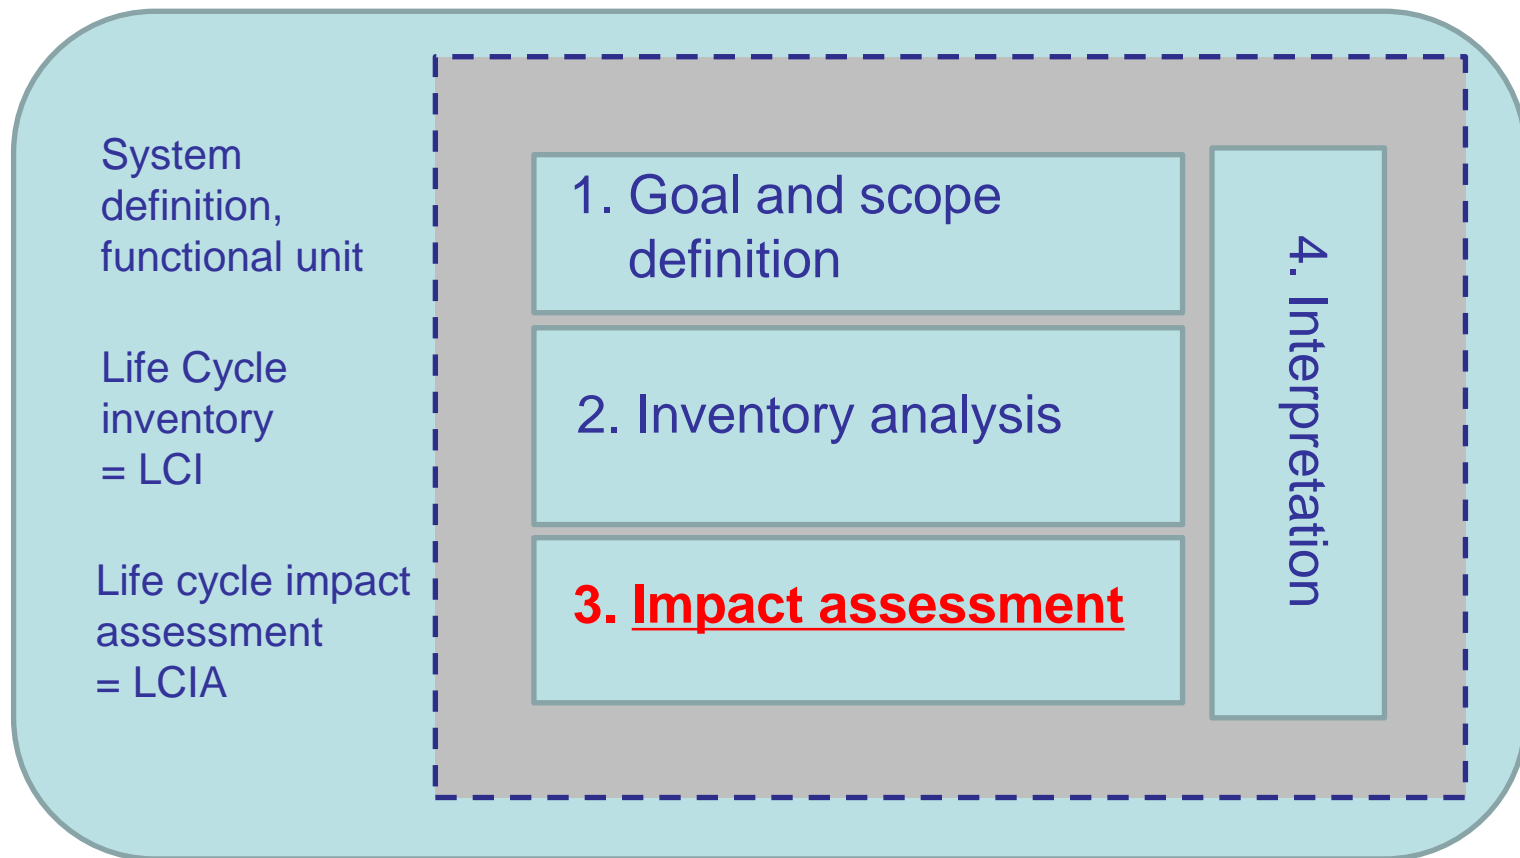 System
definition,
functional unit
Life Cycle
inventory
= LCI
Life cycle impact
assessment
= LCIA
1. Goal and scope
definition
2. Inventory analysis
3. Impact assessment
4. Interpretation